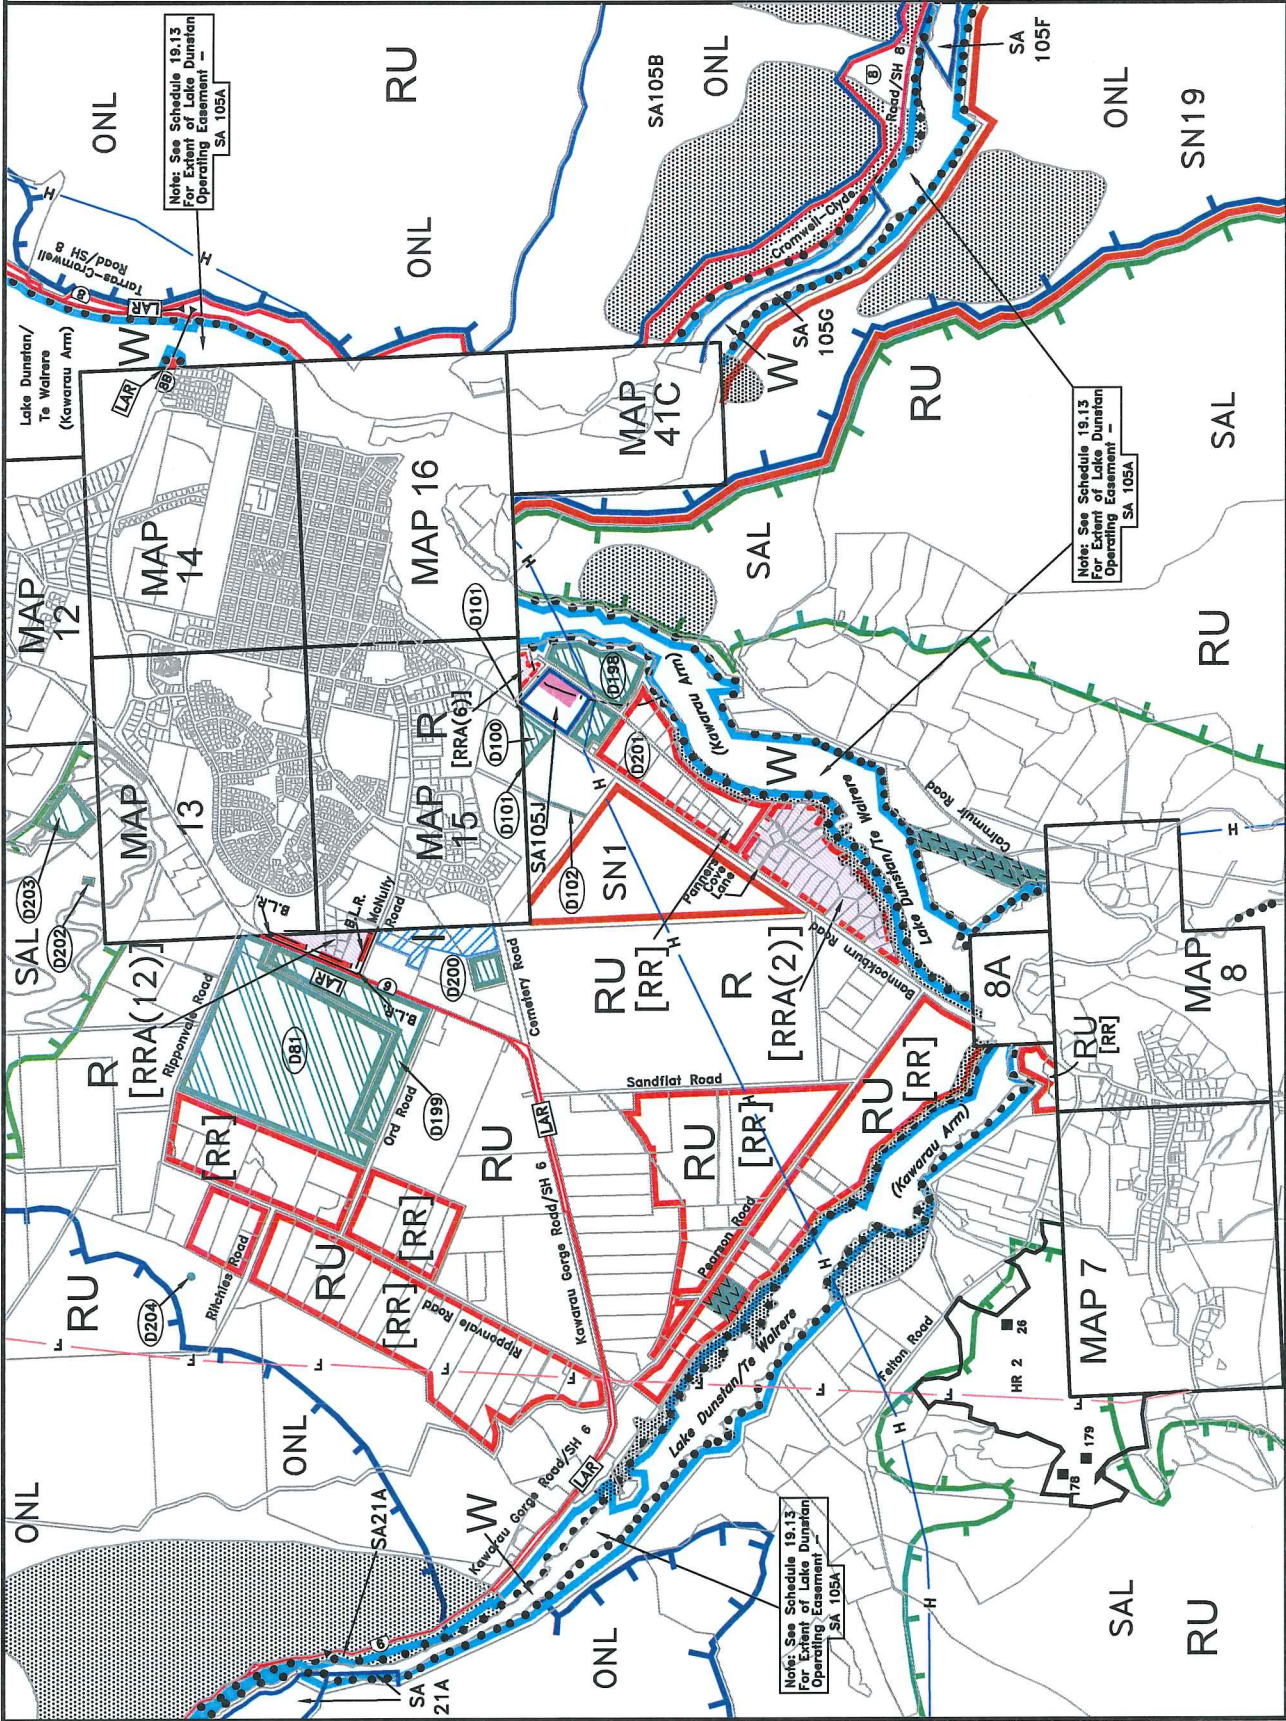 ONL
RU
Note: See Schedule 19.13
For Extent of Lake Dunstan
Operating Easement –
SA 105A
ONL
H
H
Tarras-Cromwell
Road/SH 8
8
LAR
Lake Dunstan/
Te Wairere
(Kawarau Arm)
W
LAR
8B
SA105B
ONL
8
Road/SH 8
Cromwell-Clyde
SA
105F
ONL
SN19
W
SA
105G
MAP
41C
RU
SAL
Note: See Schedule 19.13
For Extent of Lake Dunstan
Operating Easement –
SA 105A
MAP
12
MAP
14
MAP 16
MAP
13
MAP
15
R
[RRA(6)]
D101
D100
D101
SA105J
D102
H
SAL
D198
D201
H
SN1
Panners
Cove
Lane
(Kawarau Arm)
W
Lake Dunstan/Te Wairere
Cairnmuir Road
RU
H
SAL
D203
D202
B.L.R.
B.L.R.
McNulty
Road
I
R
[RRA(12)]
Ripponvale Road
LAR
6
B.L.R.
D200
D81
D199
Ord Road
Cemetery Road
RU
[RR]
H
R
[RRA(2)]
Bannockburn Road
8A
MAP
8
RU
[RR]
Sandflat Road
[RR]
RU
LAR
RU
[RR]
H
RU
[RR]
(Kawarau Arm)
Pearson Road
RU
D204
Ritchies Road
RU
[RR]
[RR]
Ripponvale Road
Kawarau Gorge Road/SH 6
F
F
F
F
F
F
F
H
Lake Dunstan/Te Wairere
Felton Road
26
HR 2
179
178
MAP 7
ONL
ONL
SA21A
W
Kawarau Gorge Road/SH 6
LAR
6
SA
21A
ONL
Note: See Schedule 19.13
For Extent of Lake Dunstan
Operating Easement –
SA 105A
H
H
SAL
RU